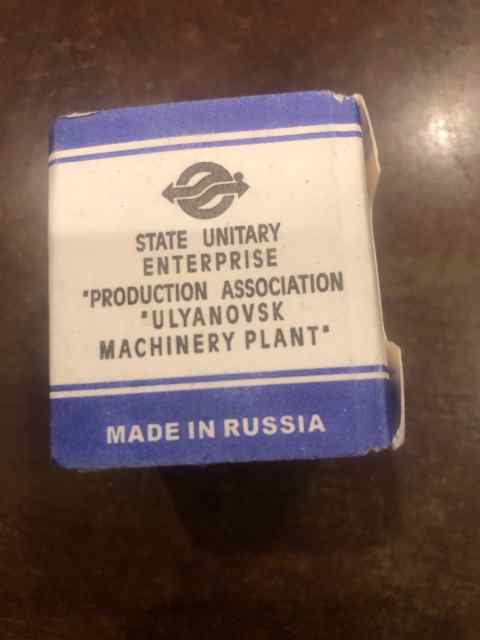 STATE UNITARY
ENTERPRISE
"PRODUCTION ASSOCIATION
"ULYANOVSK
MACHINERY PLANT"
MADE IN RUSSIA